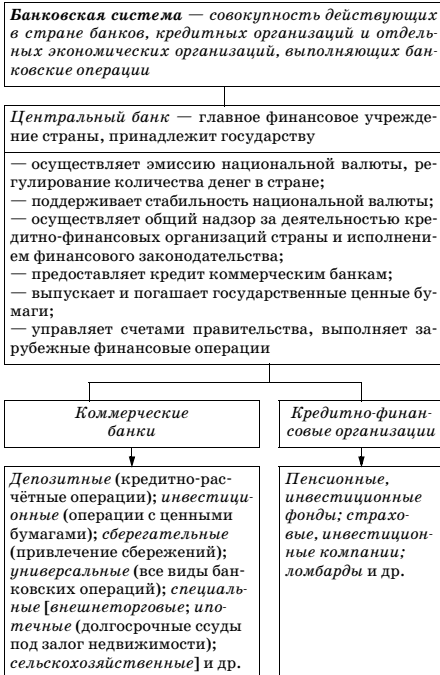 Банковская система — совокупность действующих
в стране банков, кредитных организаций и отдель-
ных экономических организаций, выполняющих бан-
ковские операции
Центральный банк — главное финансовое учрежде-
ние страны, принадлежит государству
— осуществляет эмиссию национальной валюты, ре-
гулирование количества денег в стране;
— поддерживает стабильность национальной валюты;
— осуществляет общий надзор за деятельностью кре-
дитно-финансовых организаций страны и исполнени-
ем финансового законодательства;
— предоставляет кредит коммерческим банкам;
— выпускает и погашает государственные ценные бу-
маги;
— управляет счетами правительства, выполняет за-
рубежные финансовые операции
Коммерческие
банки
Депозитные (кредитно-рас-
чётные операции); инвестици-
онные (операции с ценными
бумагами); сберегательные
(привлечение сбережений);
универсальные (все виды бан-
ковских операций); специаль-
ные [внешнеторговые; ипо-
течные (долгосрочные ссуды
под залог недвижимости);
сельскохозяйственные] и др.
Кредитно-финан-
совые организации
Пенсионные,
инвестиционные
фонды; страхо-
вые, инвестицион-
ные компании;
ломбарды и др.